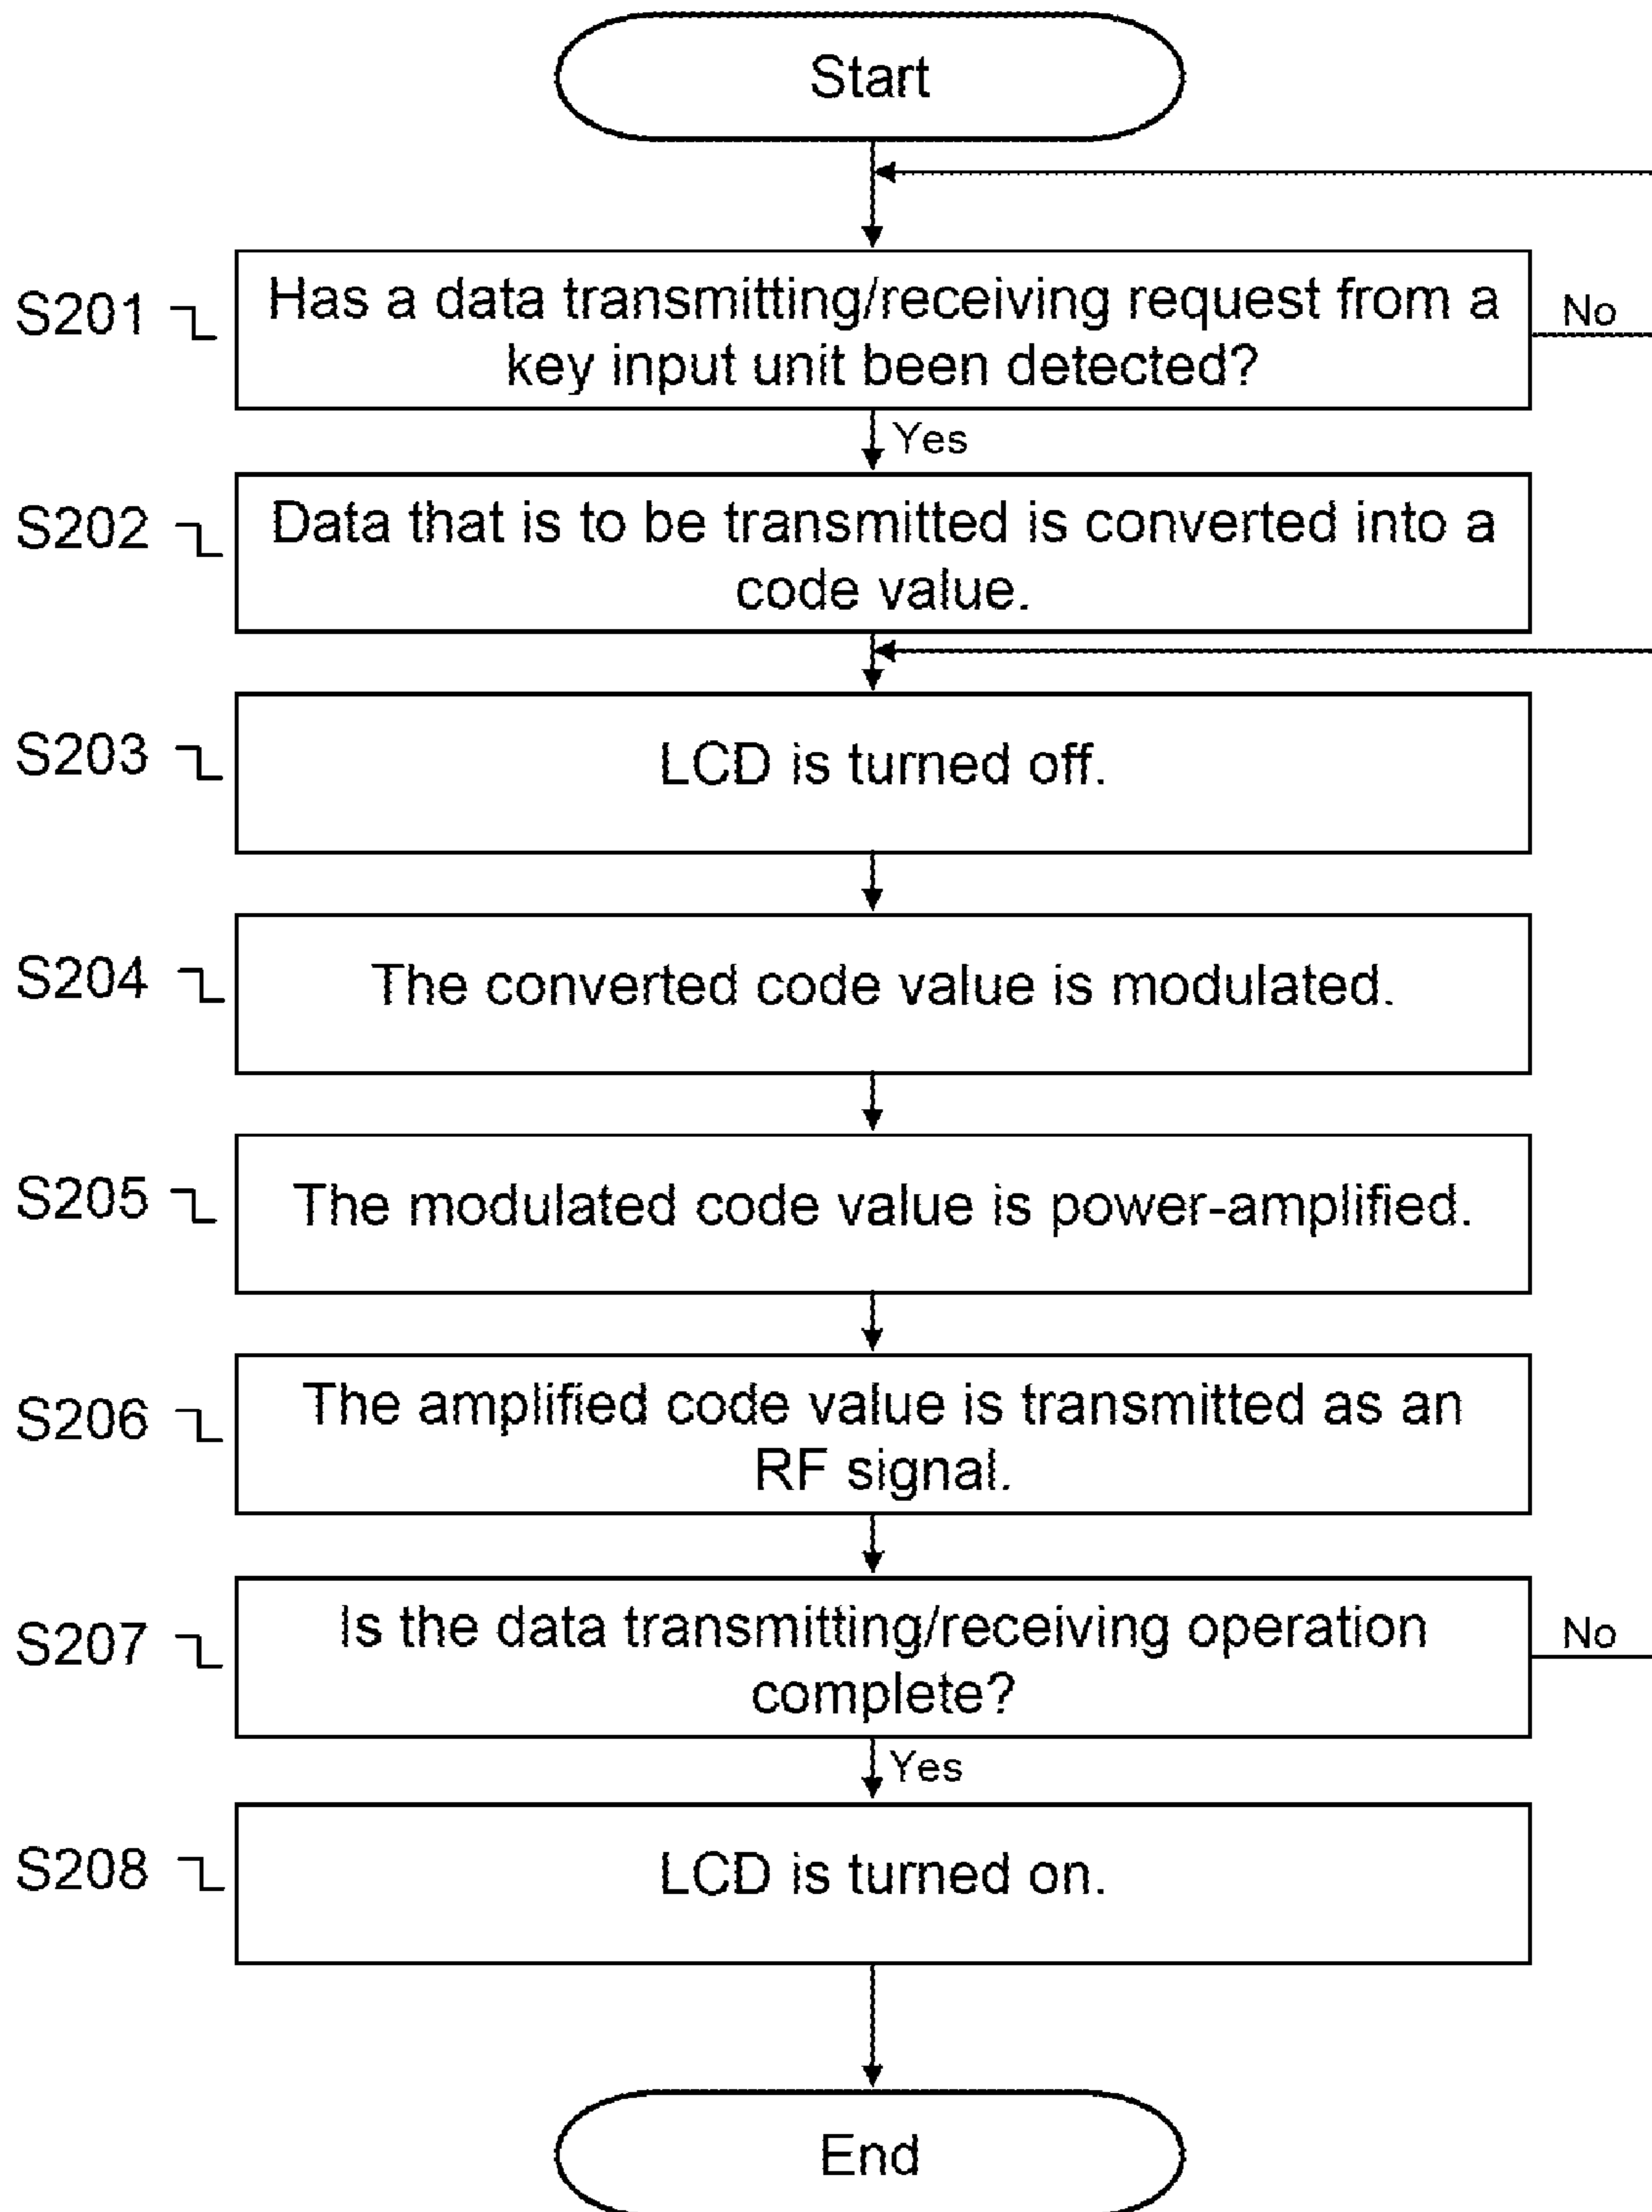 Start
S201
Has a data transmitting/receiving request from a
key input unit been detected?
No
Yes
S202
Data that is to be transmitted is converted into a
code value.
S203
LCD is turned off.
S204
The converted code value is modulated.
S205
The modulated code value is power-amplified.
S206
The amplified code value is transmitted as an
RF signal.
S207
Is the data transmitting/receiving operation
complete?
No
Yes
S208
LCD is turned on.
End